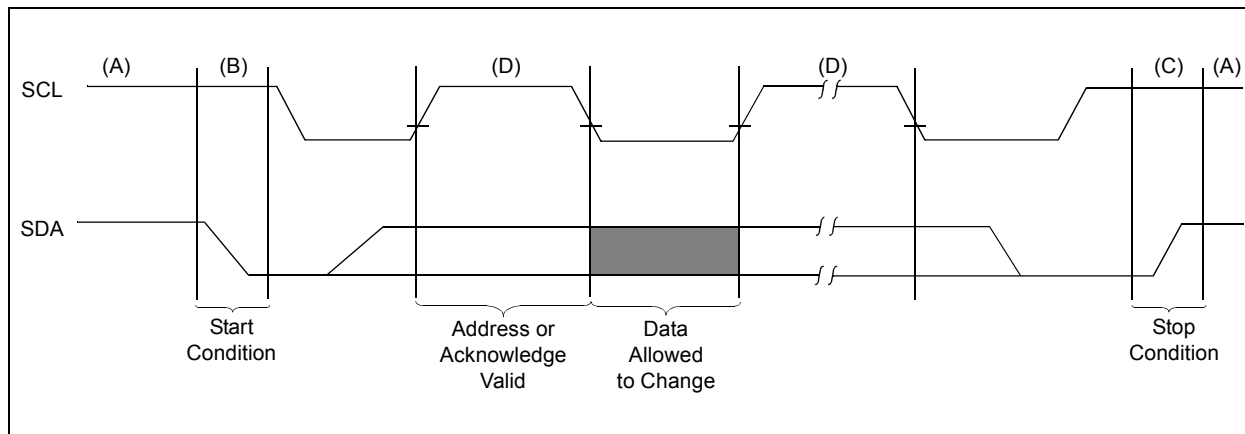 (A) (B) (D) (D) (C) (A)
SCL
SDA
Start
Condition
Address or
Acknowledge
Valid
Data
Allowed
to Change
Stop
Condition